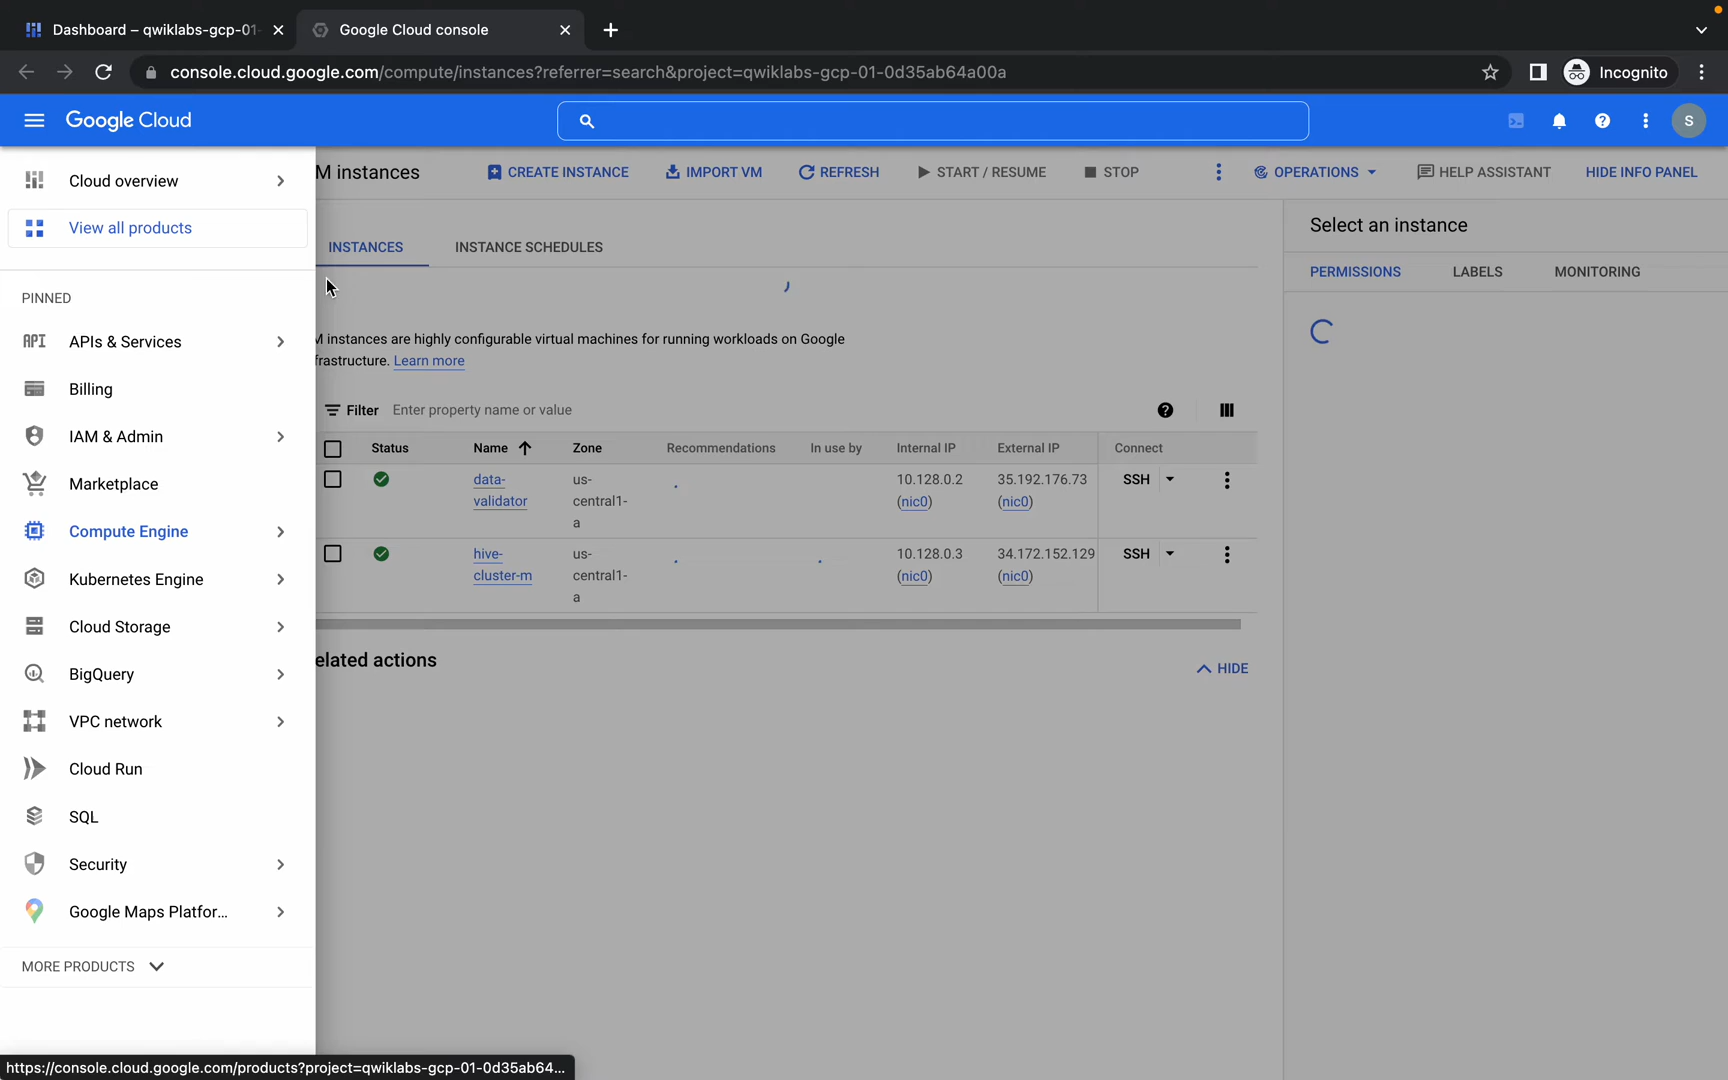 Dashboard – qwiklabs-gcp-01-
Google Cloud console
console.cloud.google.com/compute/instances?referrer=search&project=qwiklabs-gcp-01-0d35ab64a00a
Incognito
Google Cloud
S
Cloud overview
View all products
PINNED
API APIs & Services
Billing
IAM & Admin
Marketplace
Compute Engine
Kubernetes Engine
Cloud Storage
BigQuery
VPC network
Cloud Run
SQL
Security
Google Maps Platfor...
MORE PRODUCTS
M instances
CREATE INSTANCE
IMPORT VM
REFRESH
START / RESUME
STOP
OPERATIONS
HELP ASSISTANT
HIDE INFO PANEL
INSTANCES
INSTANCE SCHEDULES
M instances are highly configurable virtual machines for running workloads on Google
frastructure. Learn more
Filter Enter property name or value
Status Name Zone Recommendations In use by Internal IP External IP Connect
data- us- 10.128.0.2 35.192.176.73 SSH
validator central1- (nic0) (nic0)
a
hive- us- 10.128.0.3 34.172.152.129 SSH
cluster-m central1- (nic0) (nic0)
a
elated actions
HIDE
Select an instance
PERMISSIONS
LABELS
MONITORING
https://console.cloud.google.com/products?project=qwiklabs-gcp-01-0d35ab64...